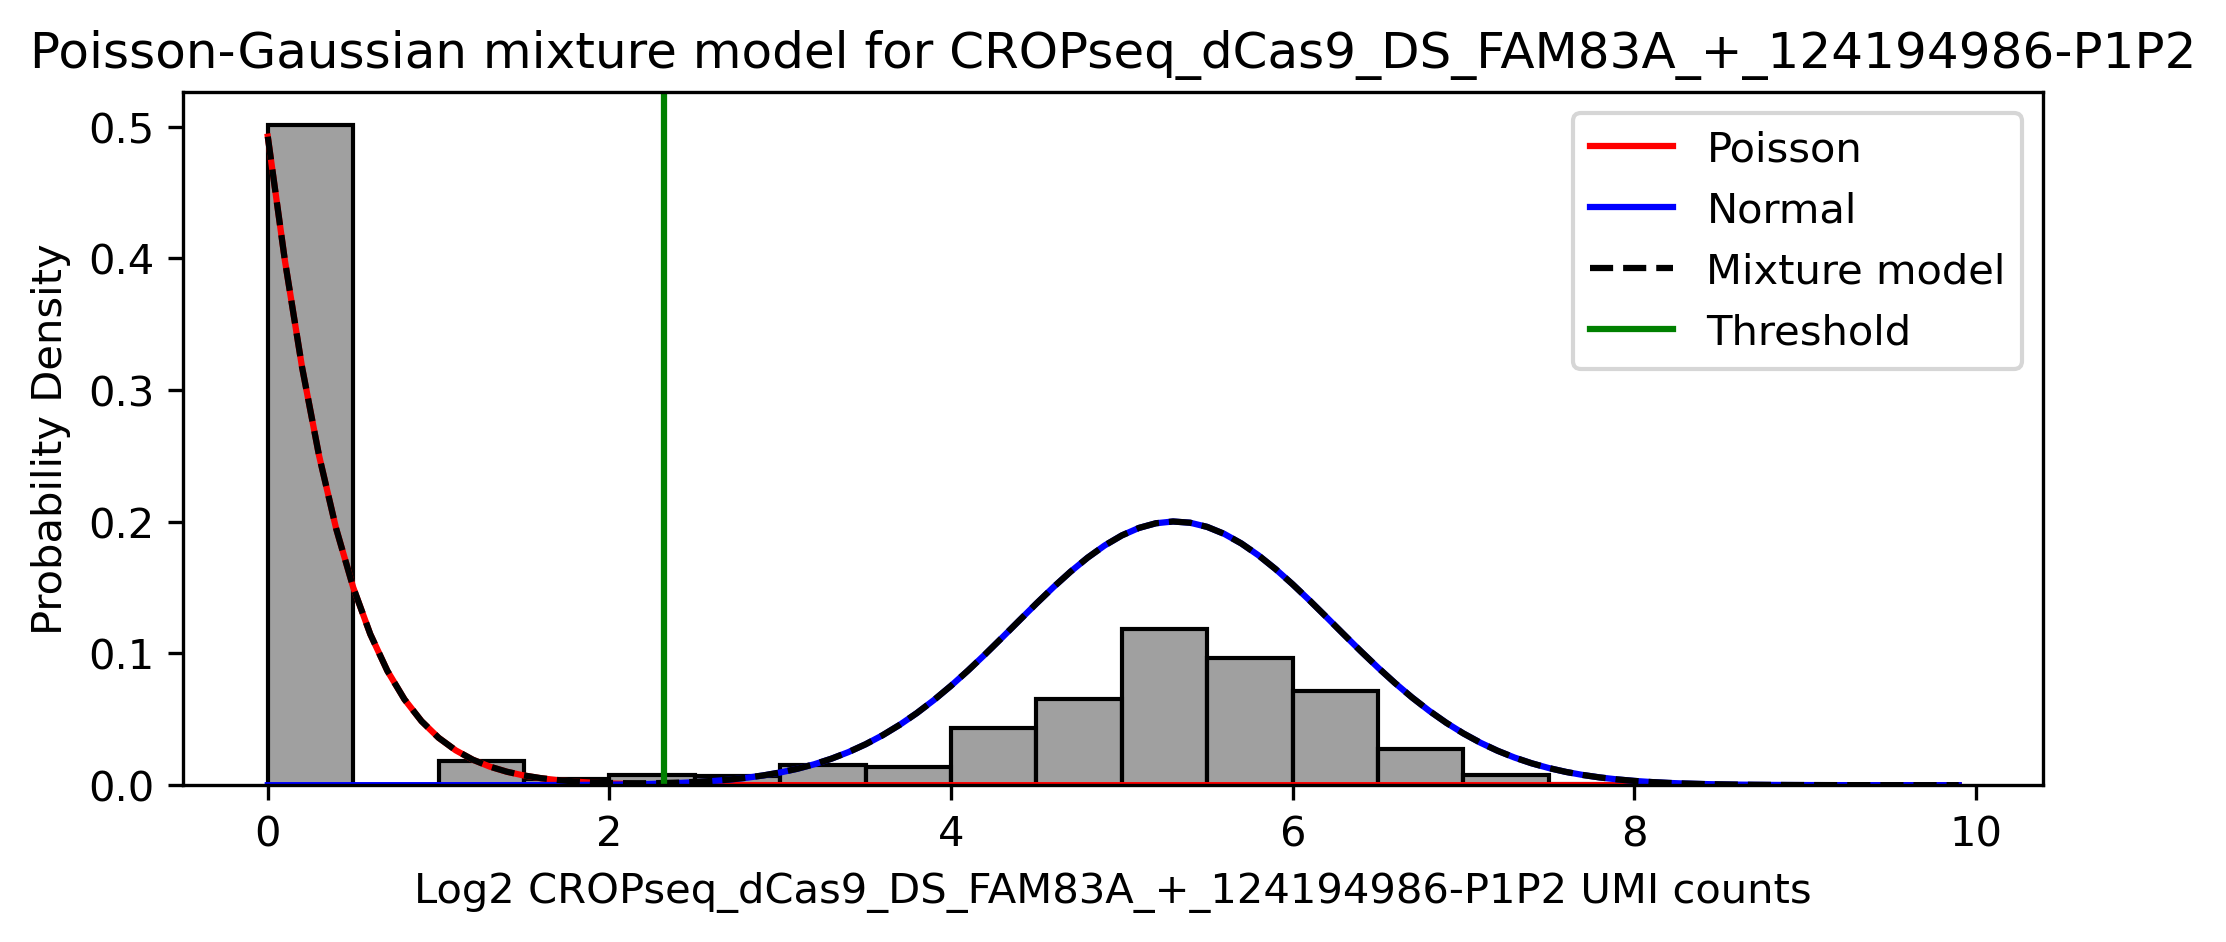 Poisson-Gaussian mixture model for CROPseq_dCas9_DS_FAM83A_+_124194986-P1P2
Probability Density
0.5
0.4
0.3
0.2
0.1
0.0
Poisson
Normal
Mixture model
Threshold
0 2 4 6 8 10
Log2 CROPseq_dCas9_DS_FAM83A_+_124194986-P1P2 UMI counts